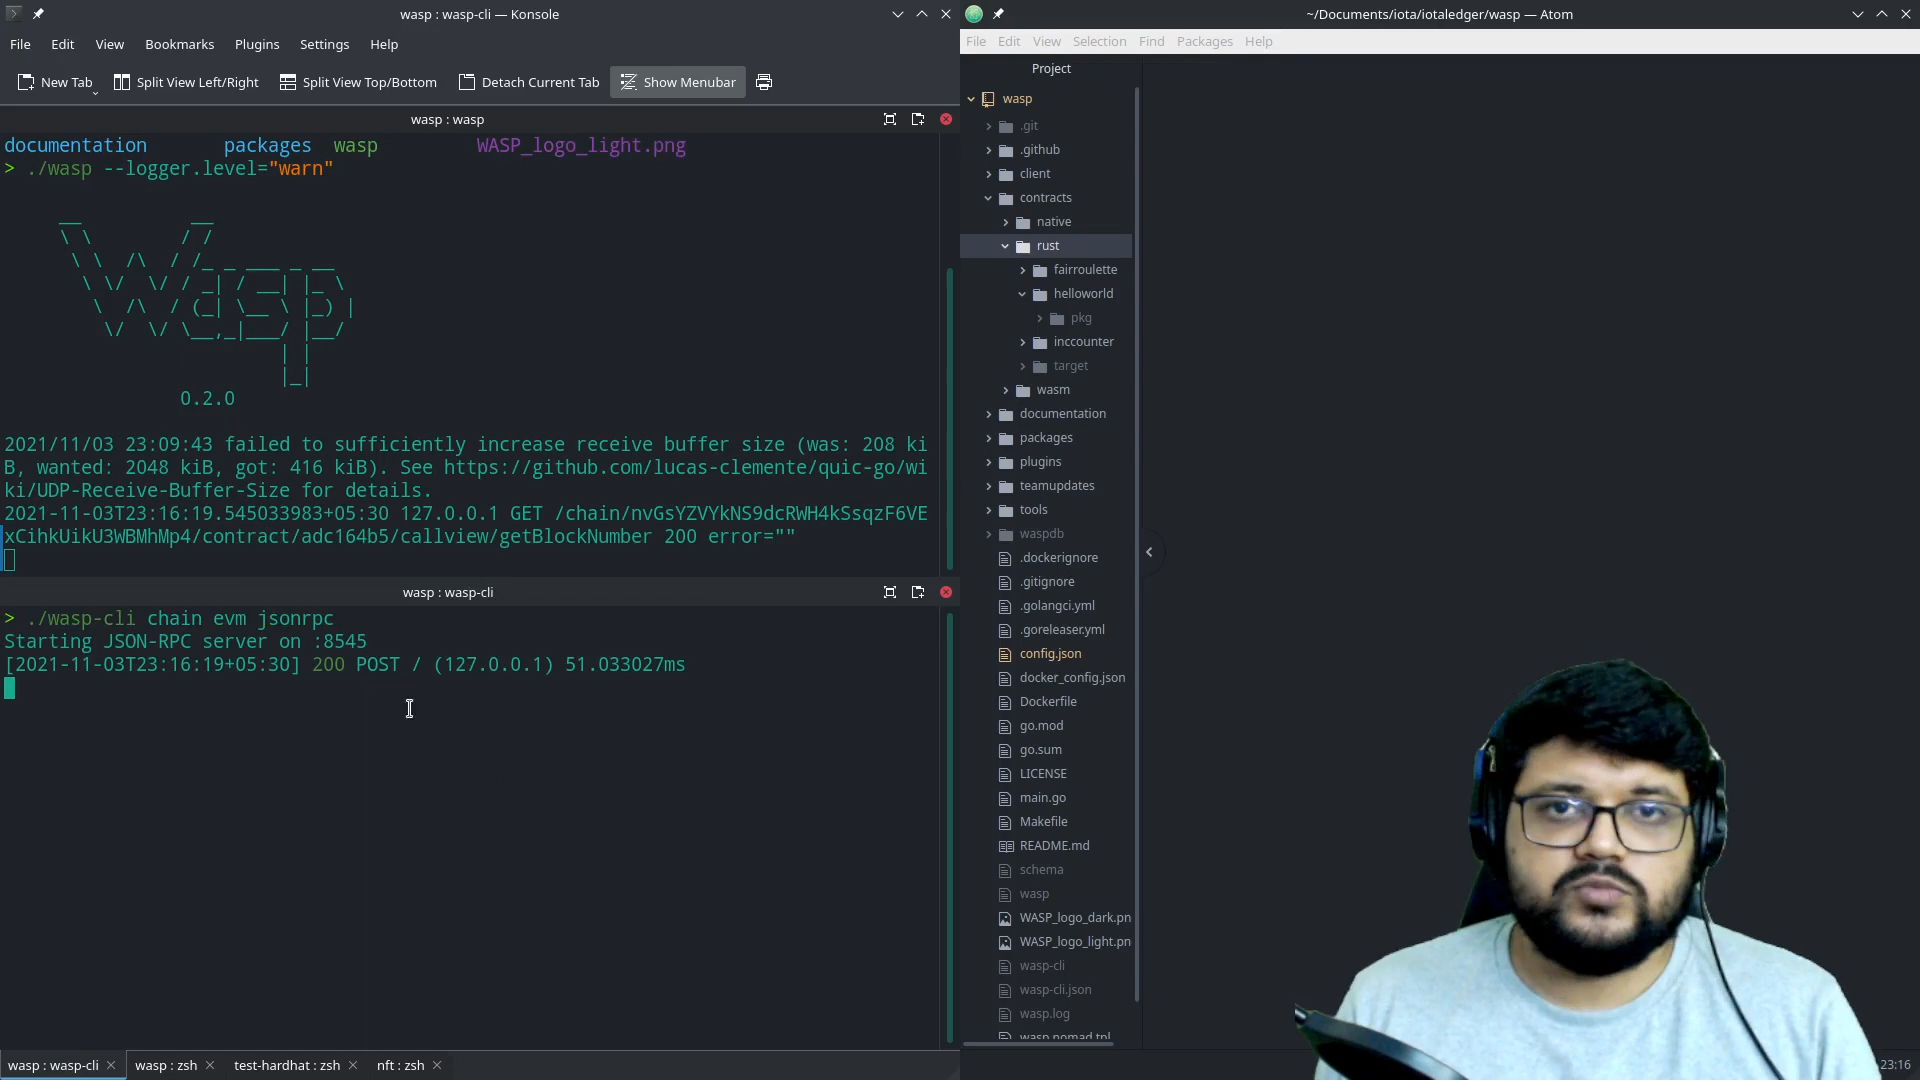 wasp : wasp-cli — Konsole
File Edit View Bookmarks Plugins Settings Help
New Tab Split View Left/Right Split View Top/Bottom Detach Current Tab Show Menubar
wasp : wasp
documentation packages wasp WASP_logo_light.png
> ./wasp --logger.level="warn"
0.2.0
2021/11/03 23:09:43 failed to sufficiently increase receive buffer size (was: 208 ki
B, wanted: 2048 kiB, got: 416 kiB). See https://github.com/lucas-clemente/quic-go/wi
ki/UDP-Receive-Buffer-Size for details.
2021-11-03T23:16:19.545033983+05:30 127.0.0.1 GET /chain/nvGsYZVYkNS9dcRWH4kSsqzF6VE
xCihkUikU3WBMhMp4/contract/adc164b5/callview/getBlockNumber 200 error=""
wasp : wasp-cli
> ./wasp-cli chain evm jsonrpc
Starting JSON-RPC server on :8545
[2021-11-03T23:16:19+05:30] 200 POST / (127.0.0.1) 51.033027ms
wasp : wasp-cli wasp : zsh test-hardhat : zsh nft : zsh
~/Documents/iota/iotaledger/wasp — Atom
File Edit View Selection Find Packages Help
Project
wasp
.git
.github
client
contracts
native
rust
fairroulette
helloworld
pkg
inccounter
target
wasm
documentation
packages
plugins
teamupdates
tools
waspdb
.dockerignore
.gitignore
.golangci.yml
.goreleaser.yml
config.json
docker_config.json
Dockerfile
go.mod
go.sum
LICENSE
main.go
Makefile
README.md
schema
wasp
WASP_logo_dark.pn
WASP_logo_light.pn
wasp-cli
wasp-cli.json
wasp.log
wasp.nomad.tpl
23:16